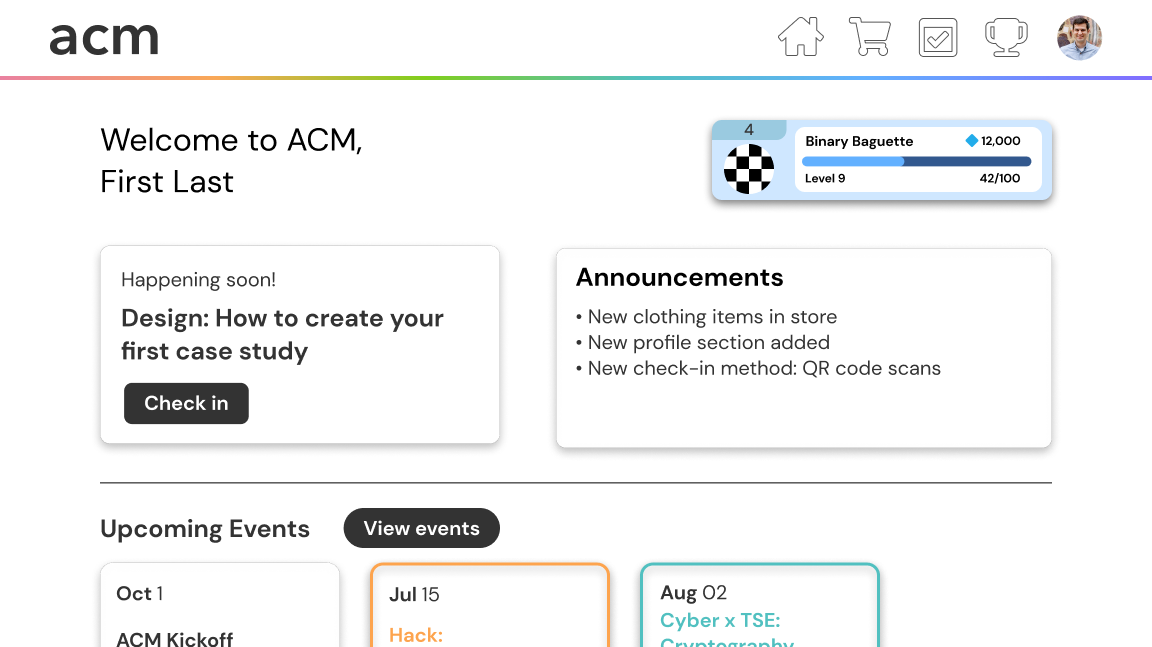 acm
Welcome to ACM,
First Last
4
Binary Baguette
12,000
Level 9
42/100
Happening soon!
Design: How to create your
first case study
Check in
Announcements
• New clothing items in store
• New profile section added
• New check-in method: QR code scans
Upcoming Events
View events
Oct 1
ACM Kickoff
Jul 15
Hack:
Aug 02
Cyber x TSE:
Cryptography